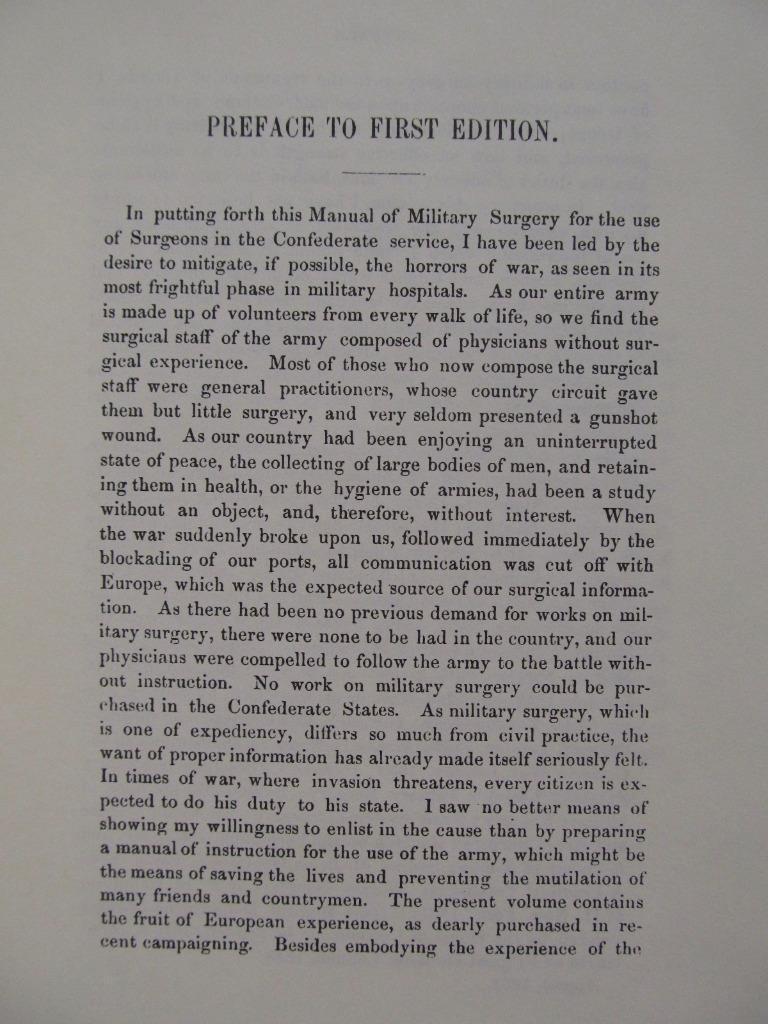 PREFACE TO FIRST EDITION.
In putting forth this Manual of Military Surgery for the use
of Surgeons in the Confederate service, I have been led by the
desire to mitigate, if possible, the horrors of war, as seen in its
most frightful phase in military hospitals. As our entire army
is made up of volunteers from every walk of life, so we find the
surgical staff of the army composed of physicians without sur-
gical experience. Most of those who now compose the surgical
staff were general practitioners, whose country circuit gave
them but little surgery, and very seldom presented a gunshot
wound. As our country had been enjoying an uninterrupted
state of peace, the collecting of large bodies of men, and retain-
ing them in health, or the hygiene of armies, had been a study
without an object, and, therefore, without interest. When
the war suddenly broke upon us, followed immediately by the
blockading of our ports, all communication was cut off with
Europe, which was the expected source of our surgical informa-
tion. As there had been no previous demand for works on mil-
itary surgery, there were none to be had in the country, and our
physicians were compelled to follow the army to the battle with-
out instruction. No work on military surgery could be pur-
chased in the Confederate States. As military surgery, which
is one of expediency, differs so much from civil practice, the
want of proper information has already made itself seriously felt.
In times of war, where invasion threatens, every citizen is ex-
pected to do his duty to his state. I saw no better means of
showing my willingness to enlist in the cause than by preparing
a manual of instruction for the use of the army, which might be
the means of saving the lives and preventing the mutilation of
many friends and countrymen. The present volume contains
the fruit of European experience, as dearly purchased in re-
cent campaigning. Besides embodying the experience of the